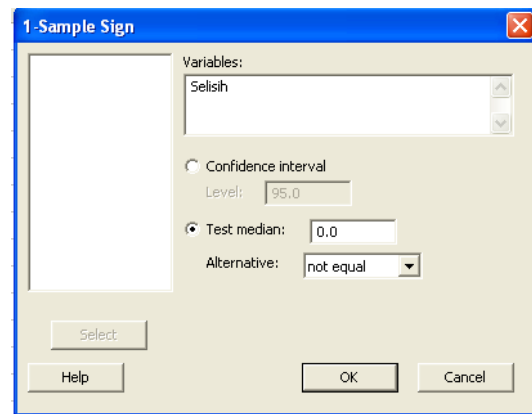 1-Sample Sign
Variables:
Selisih
Confidence interval
Level: 95.0
Test median: 0.0
Alternative: not equal
Select
Help OK Cancel